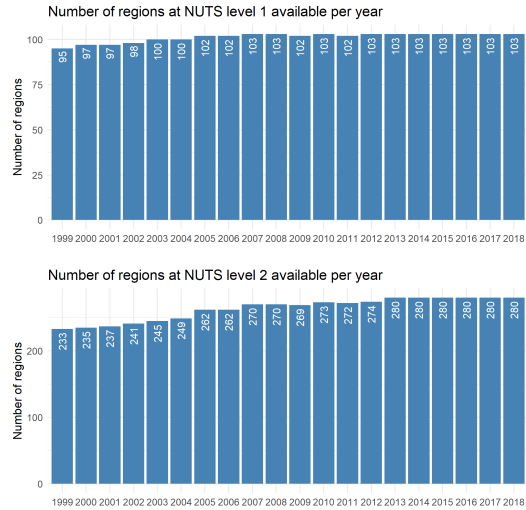 Number of regions at NUTS level 1 available per year
Number of regions
100
75
50
25
0
95 97 97 98 100 100 102 102 103 103 102 103 102 103 103 103 103 103 103 103
1999 2000 2001 2002 2003 2004 2005 2006 2007 2008 2009 2010 2011 2012 2013 2014 2015 2016 2017 2018
Number of regions at NUTS level 2 available per year
Number of regions
200
100
0
233 235 237 241 245 249 262 262 270 270 269 273 272 274 280 280 280 280 280 280
1999 2000 2001 2002 2003 2004 2005 2006 2007 2008 2009 2010 2011 2012 2013 2014 2015 2016 2017 2018